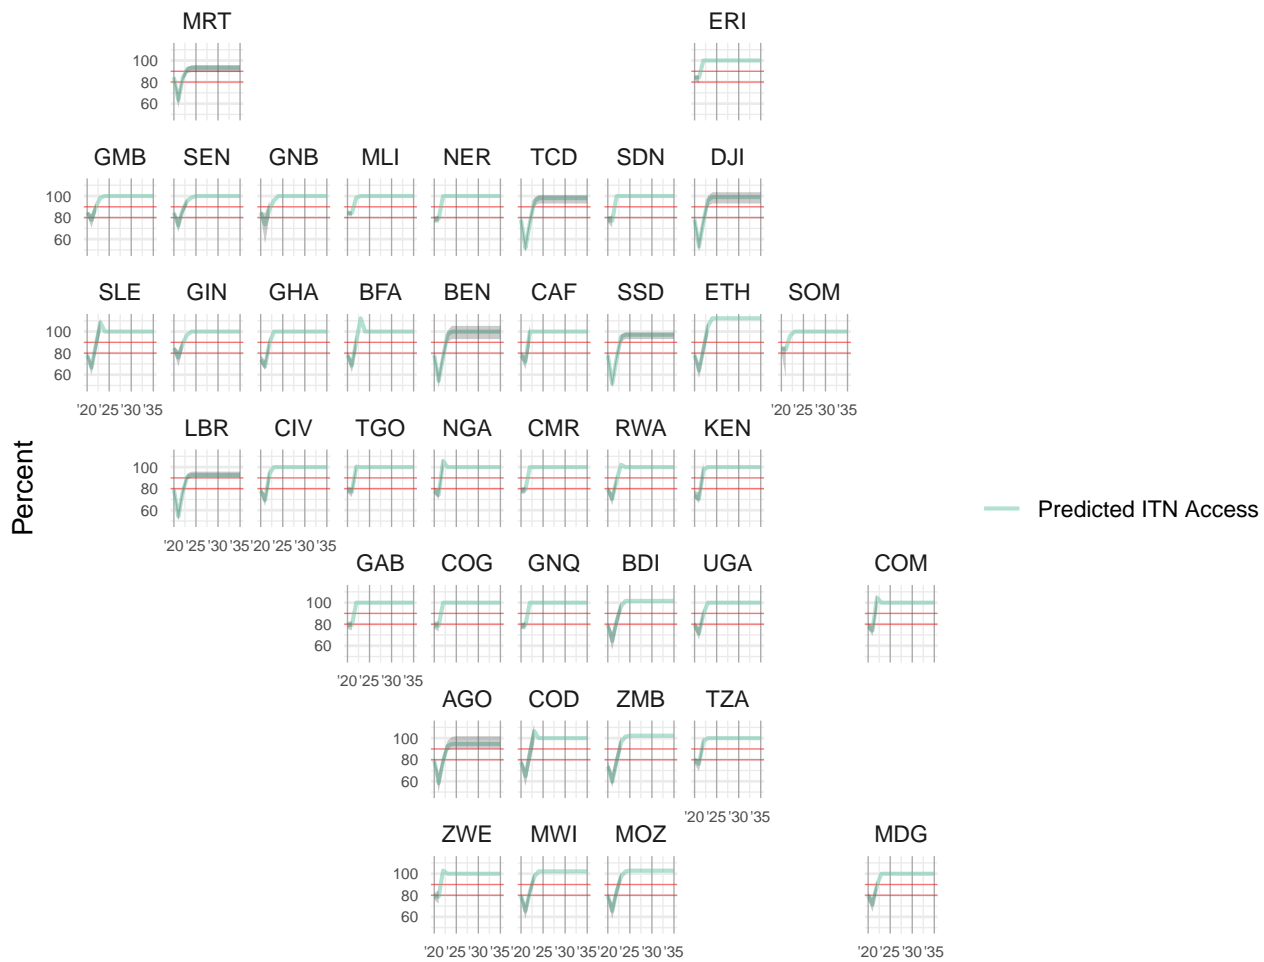 MRT ERI
100
80
60
GMB SEN GNB MLI NER TCD SDN DJI
100
80
60
SLE GIN GHA BFA BEN CAF SSD ETH SOM
100
80
60
'20 '25 '30 '35 '20 '25 '30 '35
LBR CIV TGO NGA CMR RWA KEN
100
80
60
'20 '25 '30 '35 '20 '25 '30 '35
Percent
Predicted ITN Access
GAB COG GNQ BDI UGA COM
100
80
60
'20 '25 '30 '35
AGO COD ZMB TZA
100
80
60
'20 '25 '30 '35
ZWE MWI MOZ MDG
100
80
60
'20 '25 '30 '35 '20 '25 '30 '35 '20 '25 '30 '35 '20 '25 '30 '35